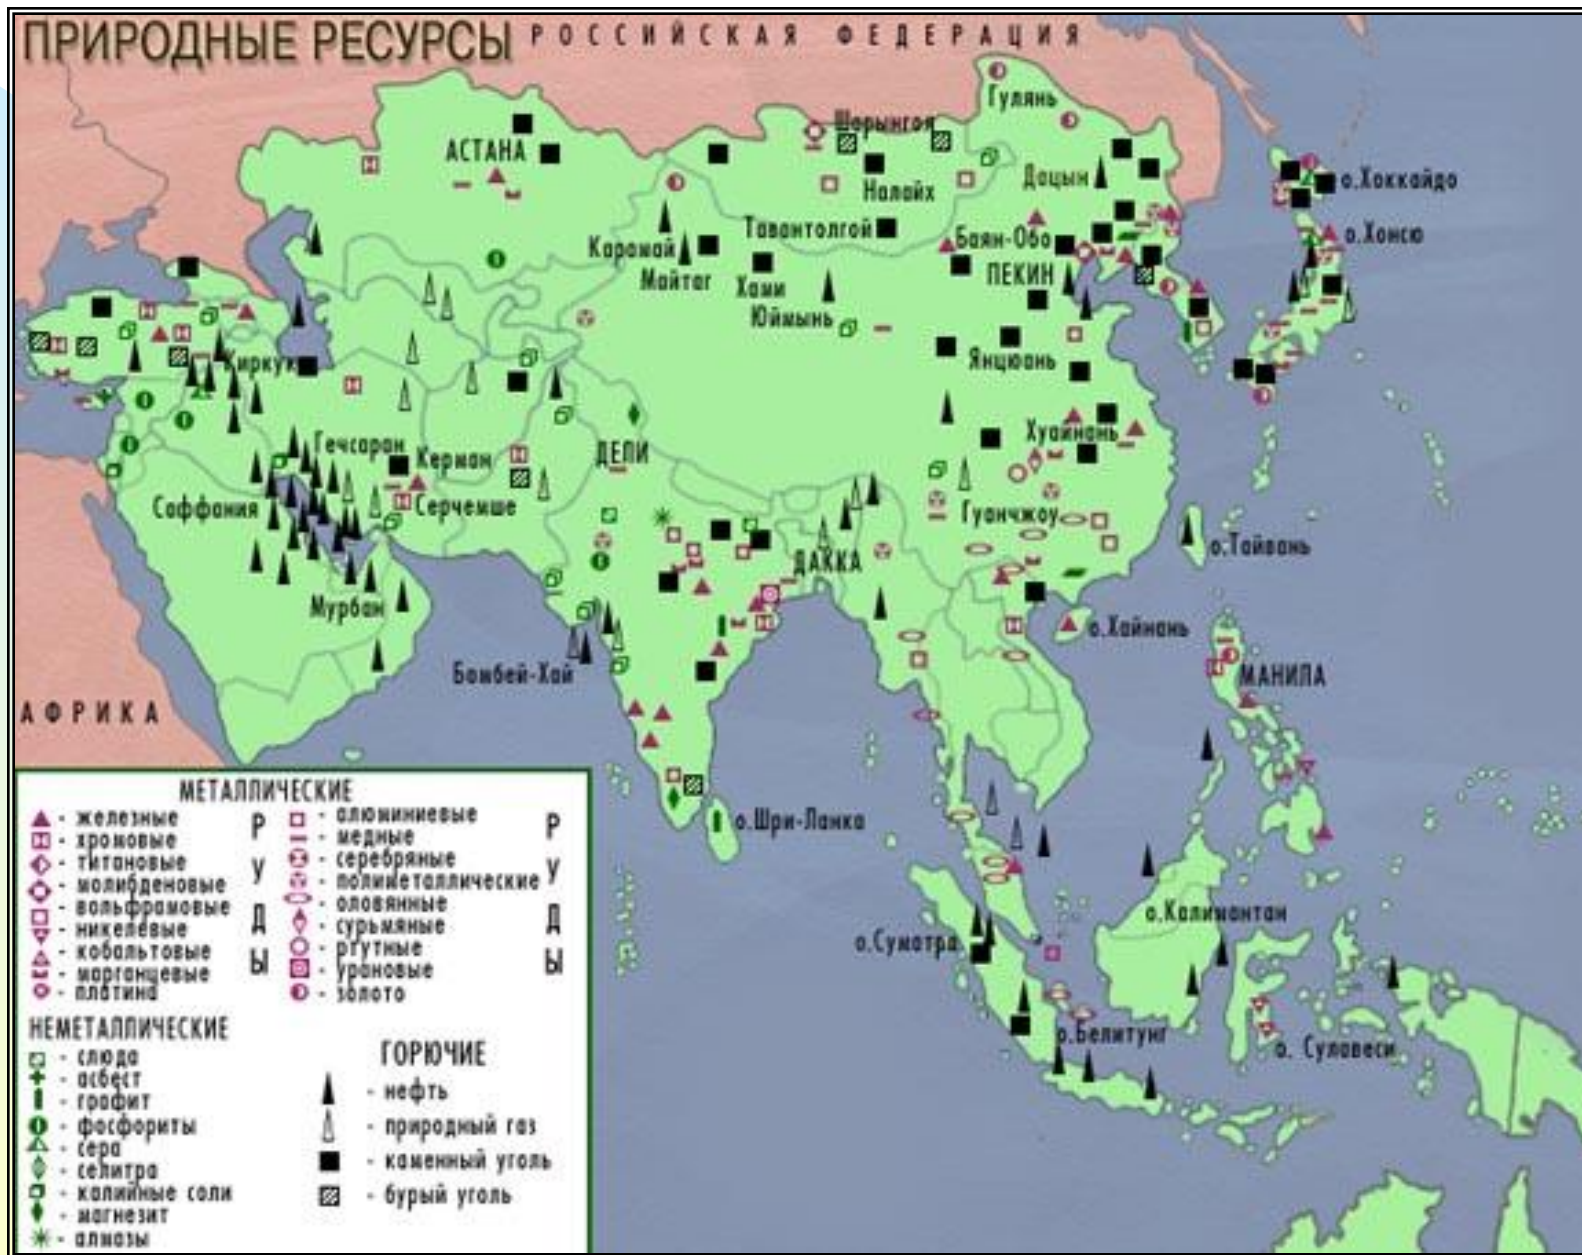 ПРИРОДНЫЕ РЕСУРСЫ
РОССИЙСКАЯ ФЕДЕРАЦИЯ
Гулянь
Шарынгол
АСТАНА
Налайх
Дацын
о.Хоккайдо
Тавантолгой
Карамай
Баян-Обо
о.Хонсю
Майтаг
Хами
ПЕКИН
Юймынь
Киркук
Янцюань
Гечсаран
Керман
ДЕЛИ
Хуайнань
Саффания
Серчемше
Гуанчжоу
о.Тайвань
ДАККА
Мурбан
о.Хайнань
Бомбей-Хай
МАНИЛА
АФРИКА
о.Шри-Ланка
о.Калимантан
о.Суматра
о.Белитунг
о. Сулавеси
МЕТАЛЛИЧЕСКИЕ
РУДЫ
- железные
- хромовые
- титановые
- молибденовые
- вольфрамовые
- никелевые
- кобальтовые
- марганцевые
- платина
РУДЫ
- алюминиевые
- медные
- серебряные
- полиметаллические
- оловянные
- сурьмяные
- ртутные
- урановые
- золото
НЕМЕТАЛЛИЧЕСКИЕ
- слюда
- асбест
- графит
- фосфориты
- сера
- селитра
- калийные соли
- магнезит
- алмазы
ГОРЮЧИЕ
- нефть
- природный газ
- каменный уголь
- бурый уголь